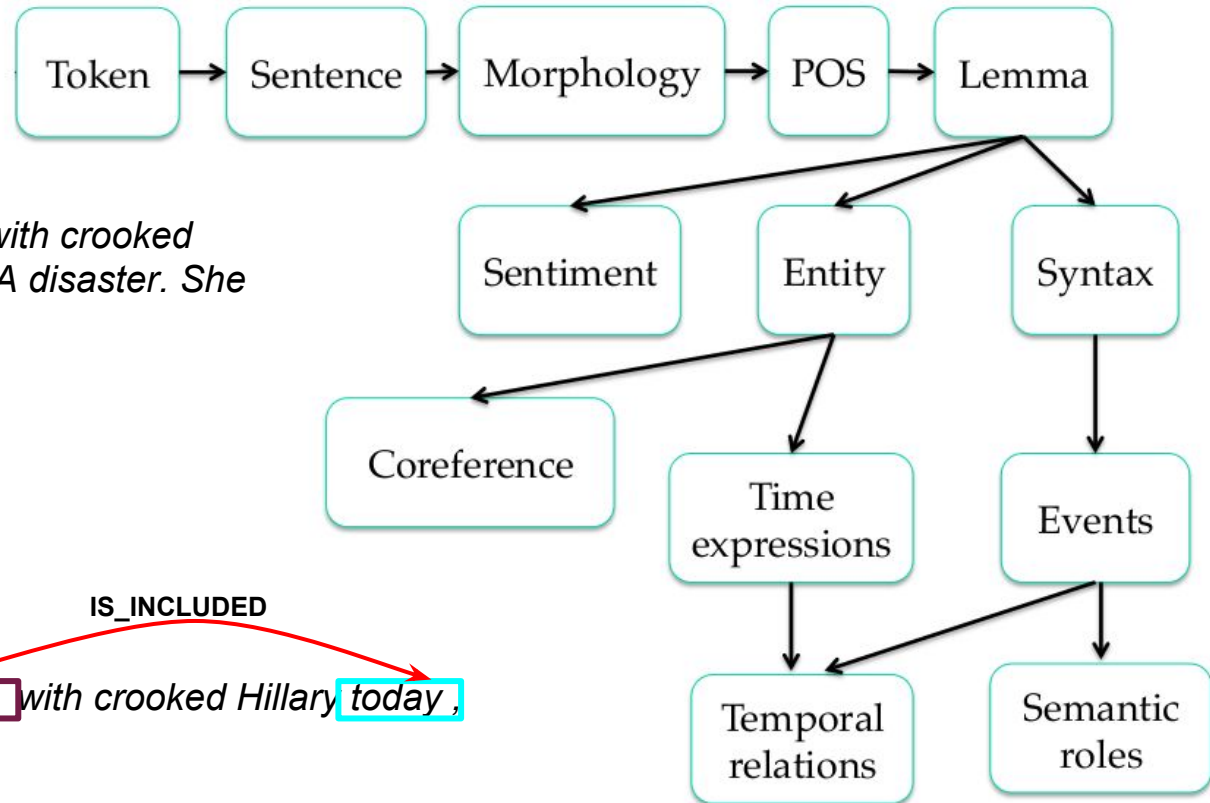 Token
Sentence
Morphology
POS
Lemma
with crooked
A disaster. She
Sentiment
Entity
Syntax
Coreference
Time
expressions
Events
IS_INCLUDED
with crooked Hillary today ,
Temporal
relations
Semantic
roles